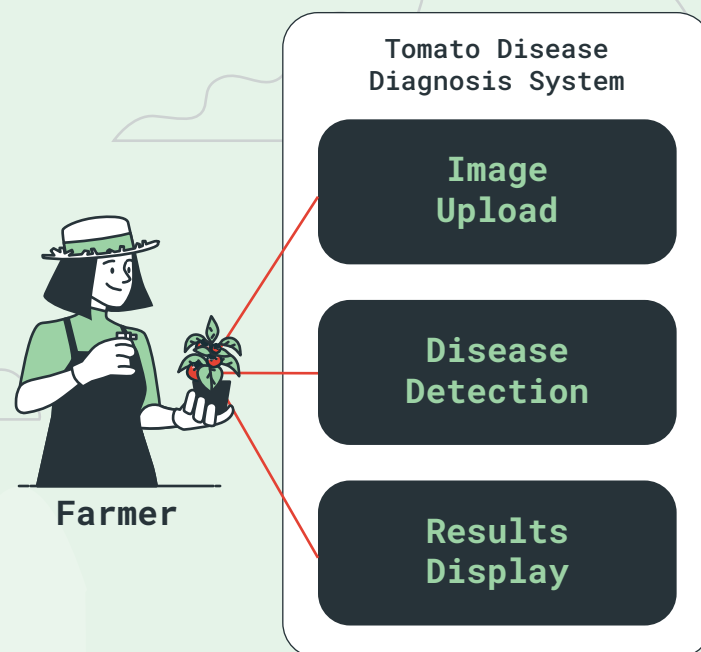 Tomato Disease
Diagnosis System
Image
Upload
Disease
Detection
Results
Display
Farmer